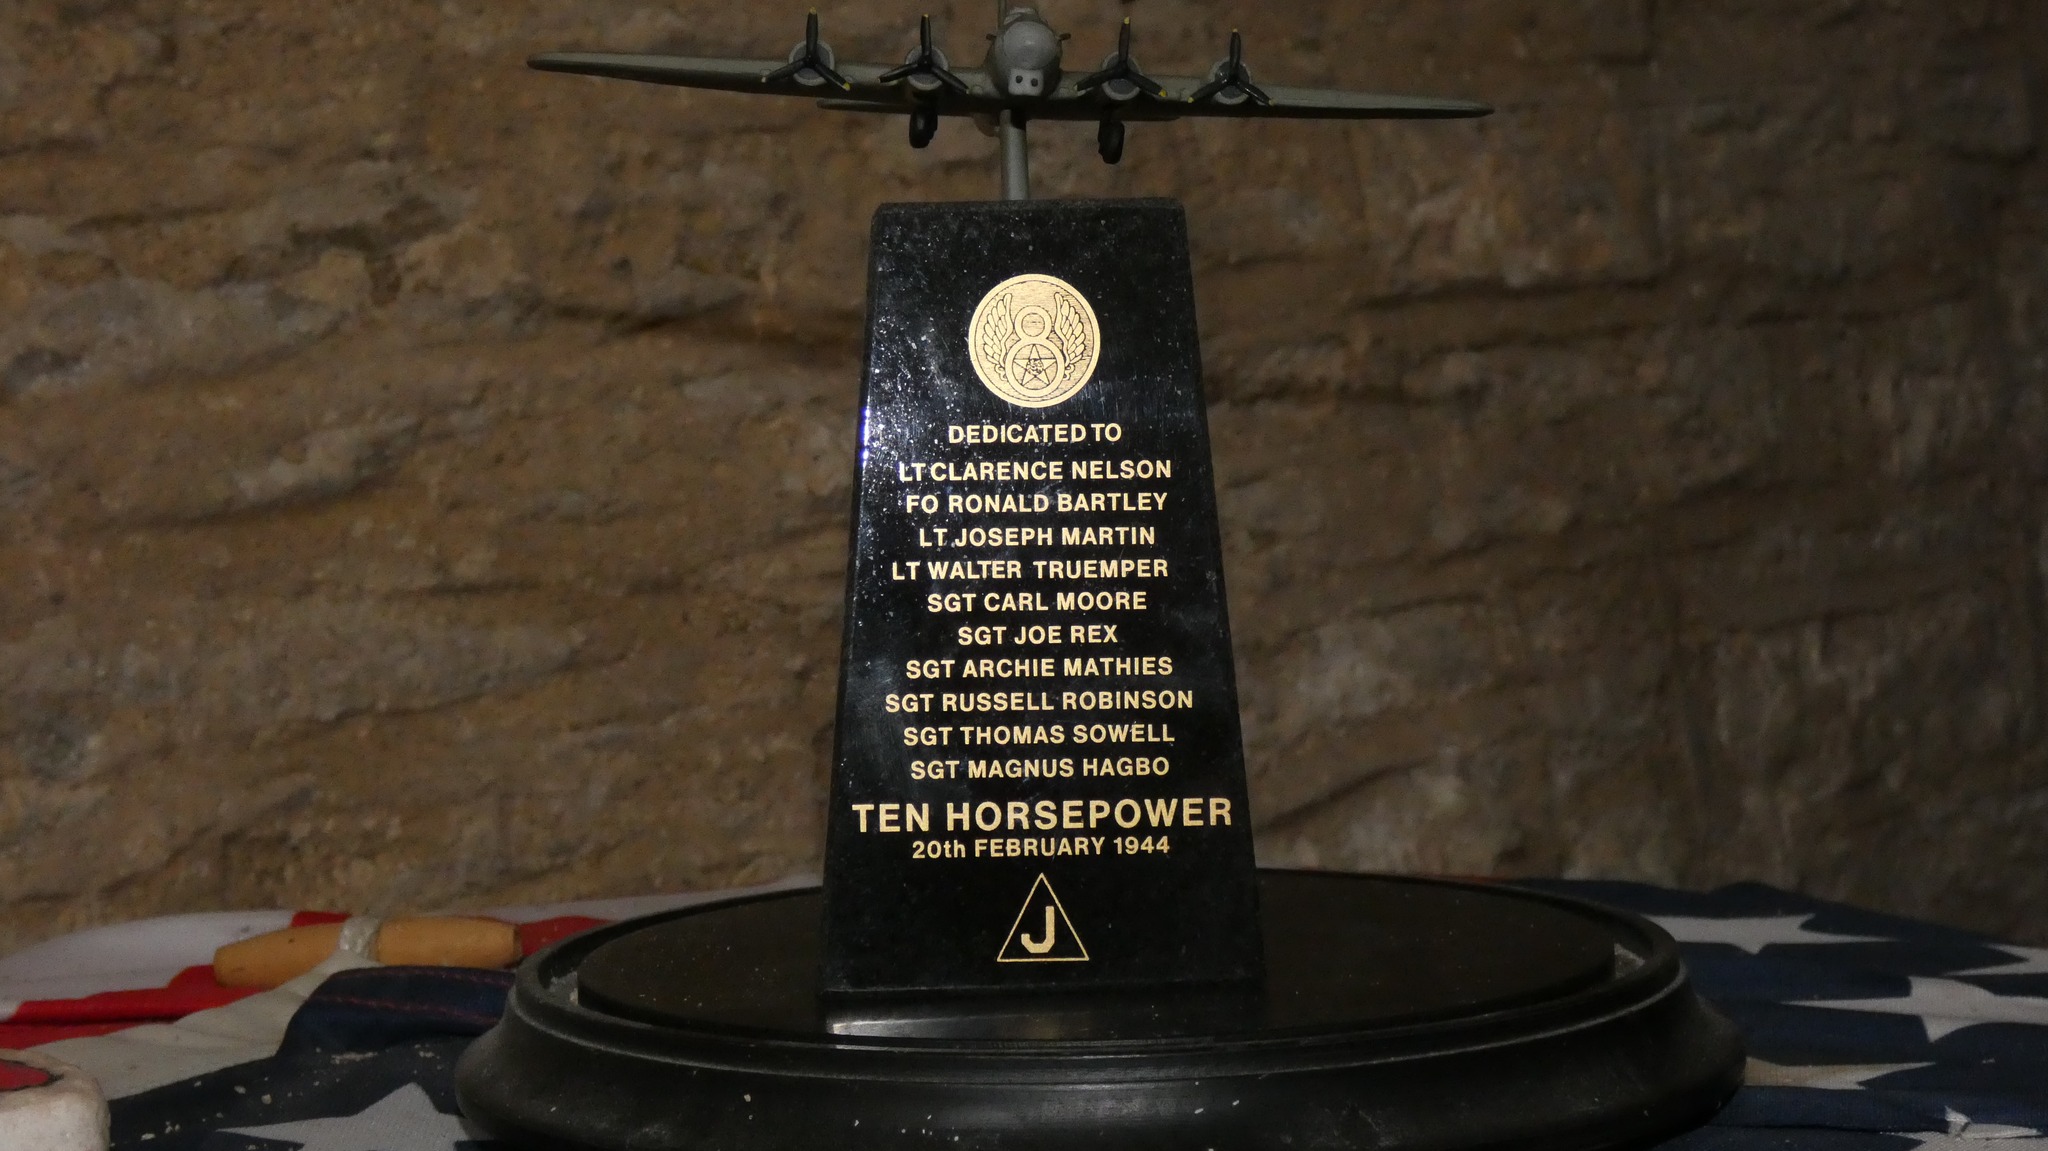 8
DEDICATED TO
LT CLARENCE NELSON
FO RONALD BARTLEY
LT JOSEPH MARTIN
LT WALTER TRUEMPER
SGT CARL MOORE
SGT JOE REX
SGT ARCHIE MATHIES
SGT RUSSELL ROBINSON
SGT THOMAS SOWELL
SGT MAGNUS HAGBO
TEN HORSEPOWER
20th FEBRUARY 1944
J